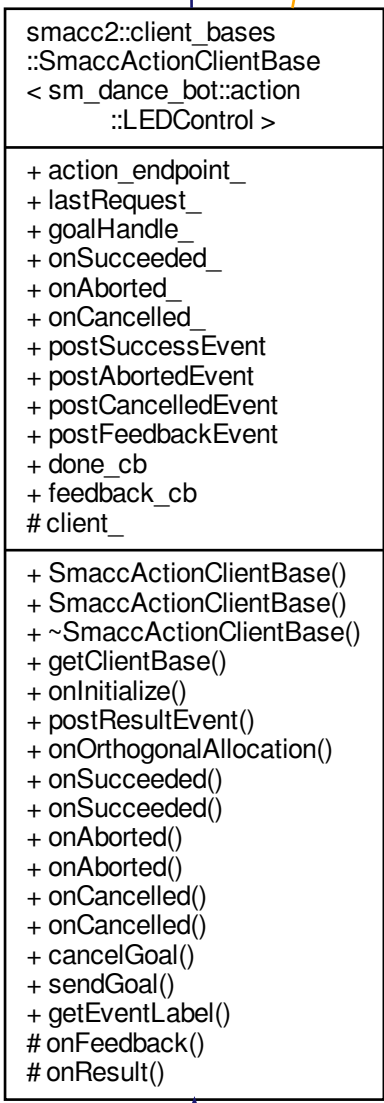 smacc2::client_bases
::SmaccActionClientBase
< sm_dance_bot::action
::LEDControl >
+ action_endpoint_
+ lastRequest_
+ goalHandle_
+ onSucceeded_
+ onAborted_
+ onCancelled_
+ postSuccessEvent
+ postAbortedEvent
+ postCancelledEvent
+ postFeedbackEvent
+ done_cb
+ feedback_cb
# client_
+ SmaccActionClientBase()
+ SmaccActionClientBase()
+ ~SmaccActionClientBase()
+ getClientBase()
+ onInitialize()
+ postResultEvent()
+ onOrthogonalAllocation()
+ onSucceeded()
+ onSucceeded()
+ onAborted()
+ onAborted()
+ onCancelled()
+ onCancelled()
+ cancelGoal()
+ sendGoal()
+ getEventLabel()
# onFeedback()
# onResult()